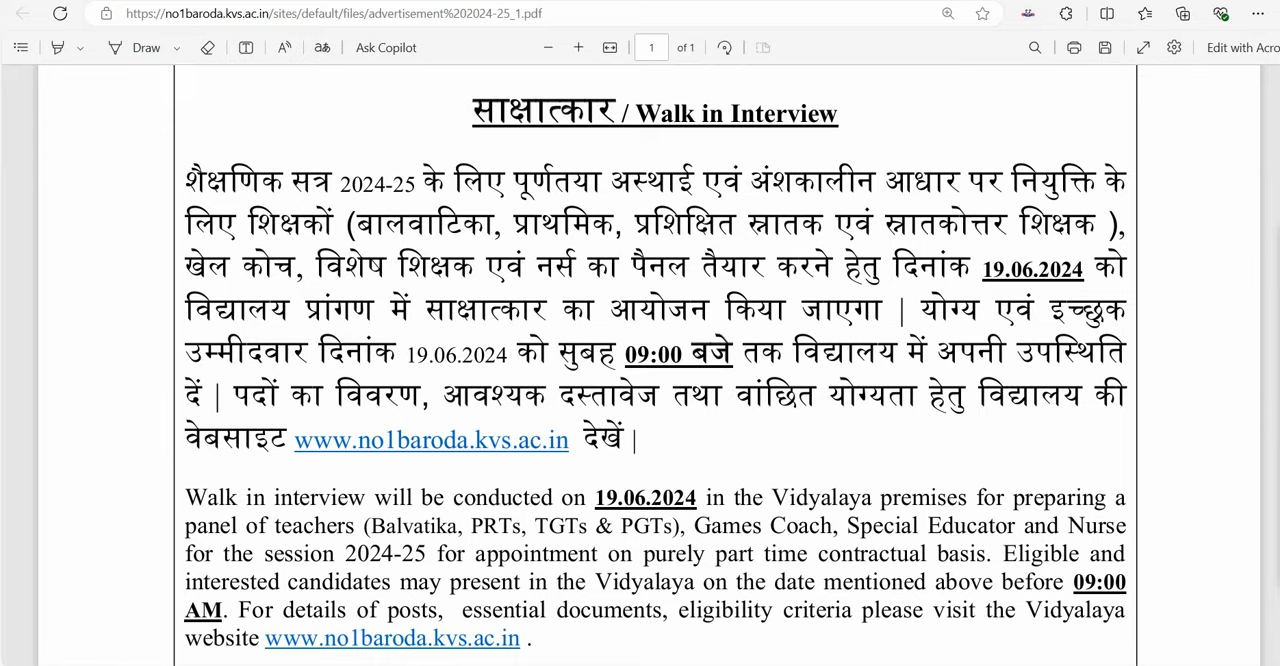 https://no1baroda.kvs.ac.in/sites/default/files/advertisement%202024-25_1.pdf
Draw
Ask Copilot
1
of 1
Edit with Acro
साक्षात्कार / Walk in Interview
शैक्षणिक सत्र 2024-25 के लिए पूर्णतया अस्थाई एवं अंशकालीन आधार पर नियुक्ति के
लिए शिक्षकों (बालवाटिका, प्राथमिक, प्रशिक्षित स्नातक एवं स्नातकोत्तर शिक्षक ),
खेल कोच, विशेष शिक्षक एवं नर्स का पैनल तैयार करने हेतु दिनांक 19.06.2024 को
विद्यालय प्रांगण में साक्षात्कार का आयोजन किया जाएगा | योग्य एवं इच्छुक
उम्मीदवार दिनांक 19.06.2024 को सुबह 09:00 बजे तक विद्यालय में अपनी उपस्थिति
दें | पदों का विवरण, आवश्यक दस्तावेज तथा वांछित योग्यता हेतु विद्यालय की
वेबसाइट www.no1baroda.kvs.ac.in देखें |
Walk in interview will be conducted on 19.06.2024 in the Vidyalaya premises for preparing a
panel of teachers (Balvatika, PRTs, TGTs & PGTs), Games Coach, Special Educator and Nurse
for the session 2024-25 for appointment on purely part time contractual basis. Eligible and
interested candidates may present in the Vidyalaya on the date mentioned above before 09:00
AM. For details of posts, essential documents, eligibility criteria please visit the Vidyalaya
website www.no1baroda.kvs.ac.in .